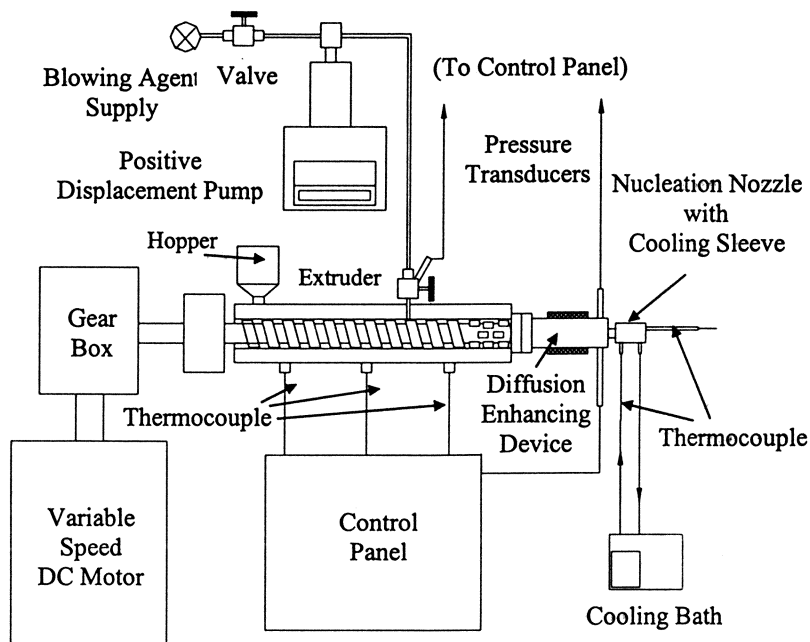 Blowing Agent
Supply
Valve
(To Control Panel)
Positive
Displacement Pump
Pressure
Transducers
Nucleation Nozzle
with
Cooling Sleeve
Hopper
Extruder
Gear
Box
Thermocouple
Diffusion
Enhancing
Device
Thermocouple
Variable
Speed
DC Motor
Control
Panel
Cooling Bath